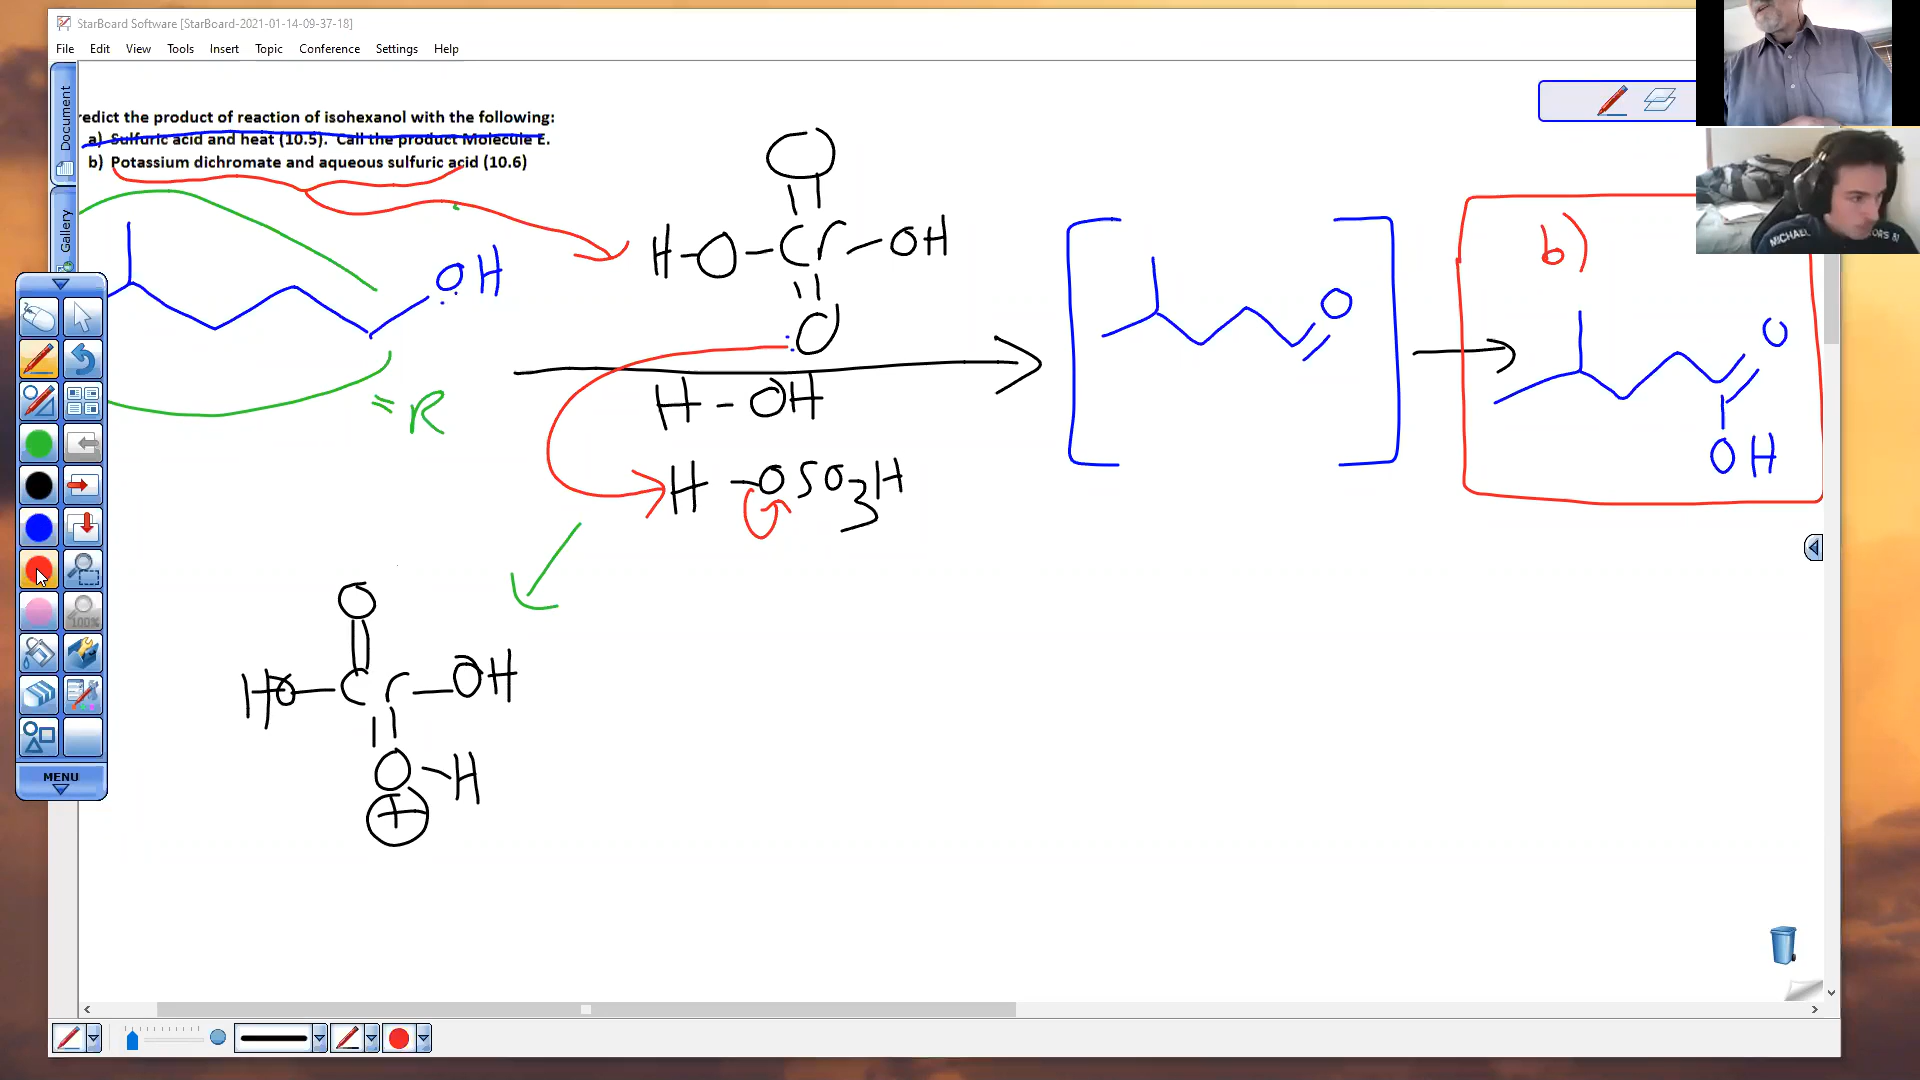 StarBoard Software [StarBoard-2021-01-14-09-37-18]
File Edit View Tools Insert Topic Conference Settings Help
Document
Gallery
redict the product of reaction of isohexanol with the following:
a) Sulfuric acid and heat (10.5). Call the product Molecule E.
b) Potassium dichromate and aqueous sulfuric acid (10.6)
OH
= R
O
H-O-Cr-OH
O
H-OH
H-OSO3H
O
b)
O
OH
O
HO-Cr-OH
O-H
+
MENU
100%
MICHAEL
ORS